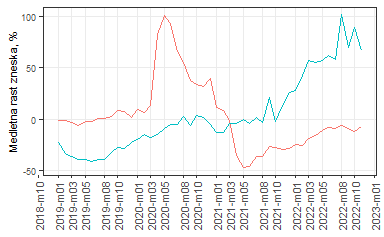 Medletna rast zneska, %
100
50
0
-50
2018-m10
2019-m01
2019-m03
2019-m05
2019-m08
2019-m10
2020-m01
2020-m03
2020-m05
2020-m08
2020-m10
2021-m01
2021-m03
2021-m05
2021-m08
2021-m10
2022-m01
2022-m03
2022-m05
2022-m08
2022-m10
2023-m01